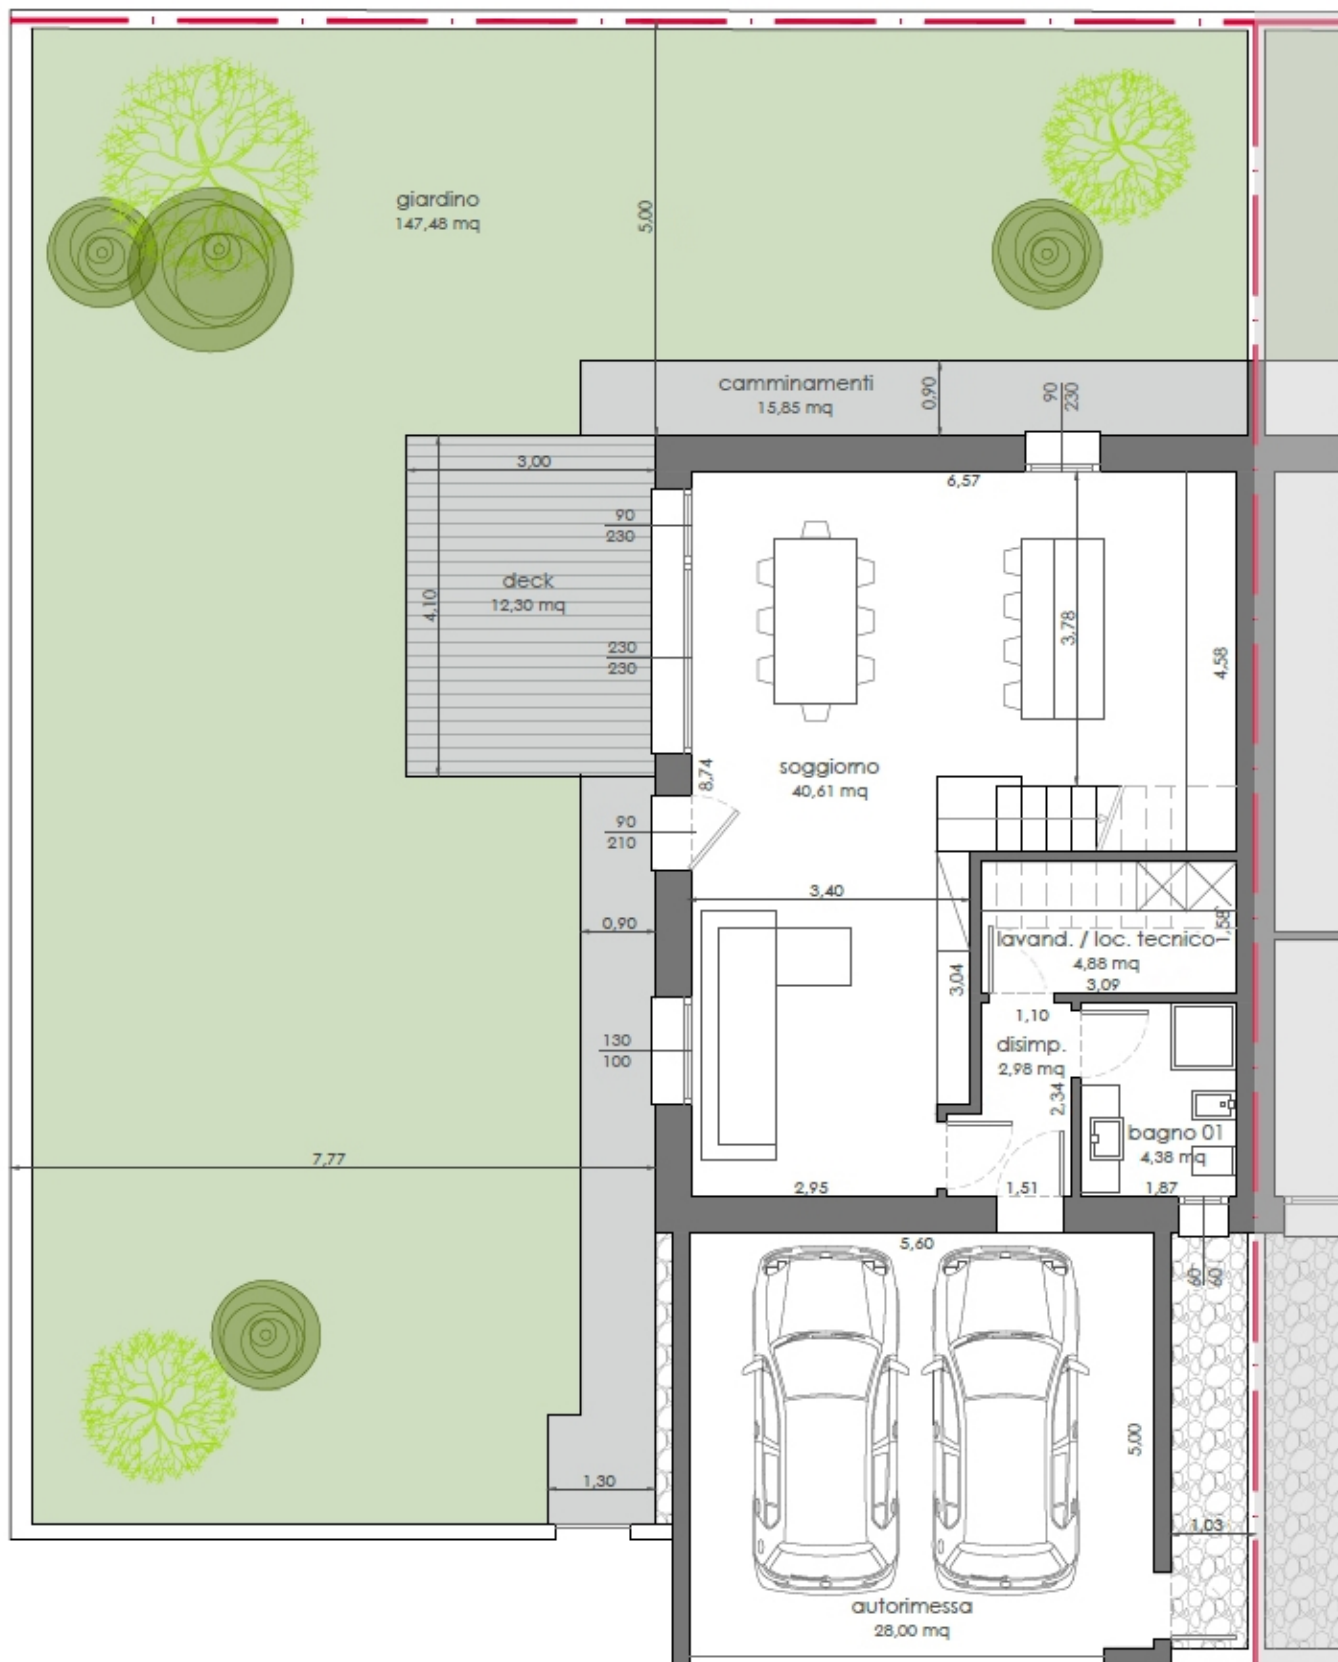 giardino
147,48 mq
5,00
camminamenti
15,85 mq
0,90
90
230
3,00
6,57
90
230
deck
12,30 mq
4,10
3,78
230
230
4,58
8,74
soggiorno
40,61 mq
90
210
3,40
0,90
1,58
lavand. / loc. tecnico
4,88 mq
3,09
3,04
1,10
disimp.
2,98 mq
130
100
2,34
bagno 01
4,38 mq
7,77
2,95
1,51
1,87
5,60
60
60
5,00
1,30
1,03
autorimessa
28,00 mq